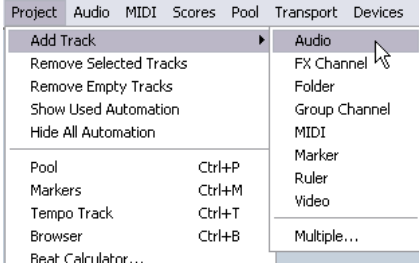 Project Audio MIDI Scores Pool Transport Devices
Add Track
Remove Selected Tracks
Remove Empty Tracks
Show Used Automation
Hide All Automation
Pool Ctrl+P
Markers Ctrl+M
Tempo Track Ctrl+T
Browser Ctrl+B
Beat Calculator...
Audio
FX Channel
Folder
Group Channel
MIDI
Marker
Ruler
Video
Multiple...